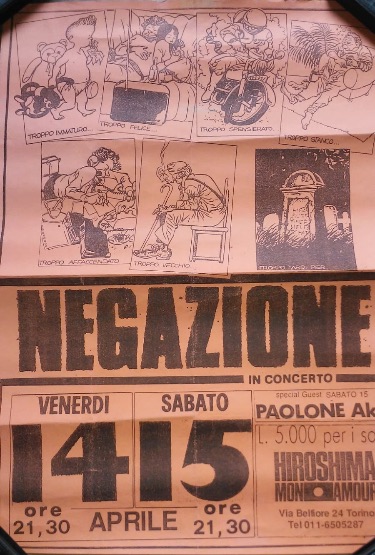 TROPPO IMMATURO...
TROPPO FELICE...
TROPPO SPENSIERATO..
TROPPO STANCO..
TROPPO AFFACCENDATO
TROPPO VECCHIO..
TROPPO TARDI
NEGAZIONE
IN CONCERTO
VENERDI SABATO
14 15
ore 21,30 APRILE ore 21,30
special Guest SABATO 15
PAOLONE
L. 5.000 per i
HIROSHIMA
MON AMOUR
Via Belfiore 24 Torino
Tel 011-6505287